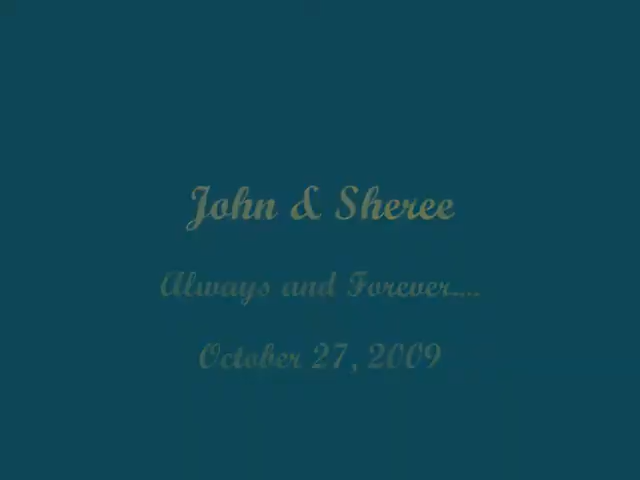 John & Sheree
Always and Forever....
October 27, 2009